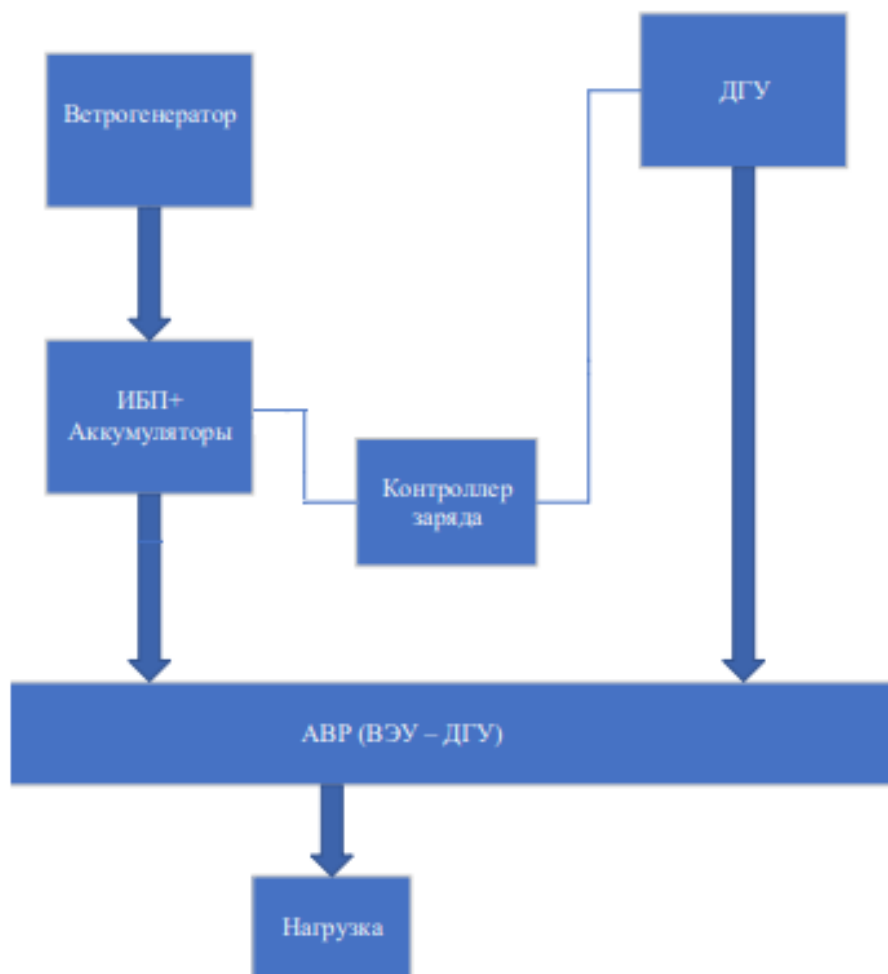 Ветрогенератор
ДГУ
ИБП+
Аккумуляторы
Контроллер
заряда
АВР (ВЭУ – ДГУ)
Нагрузка